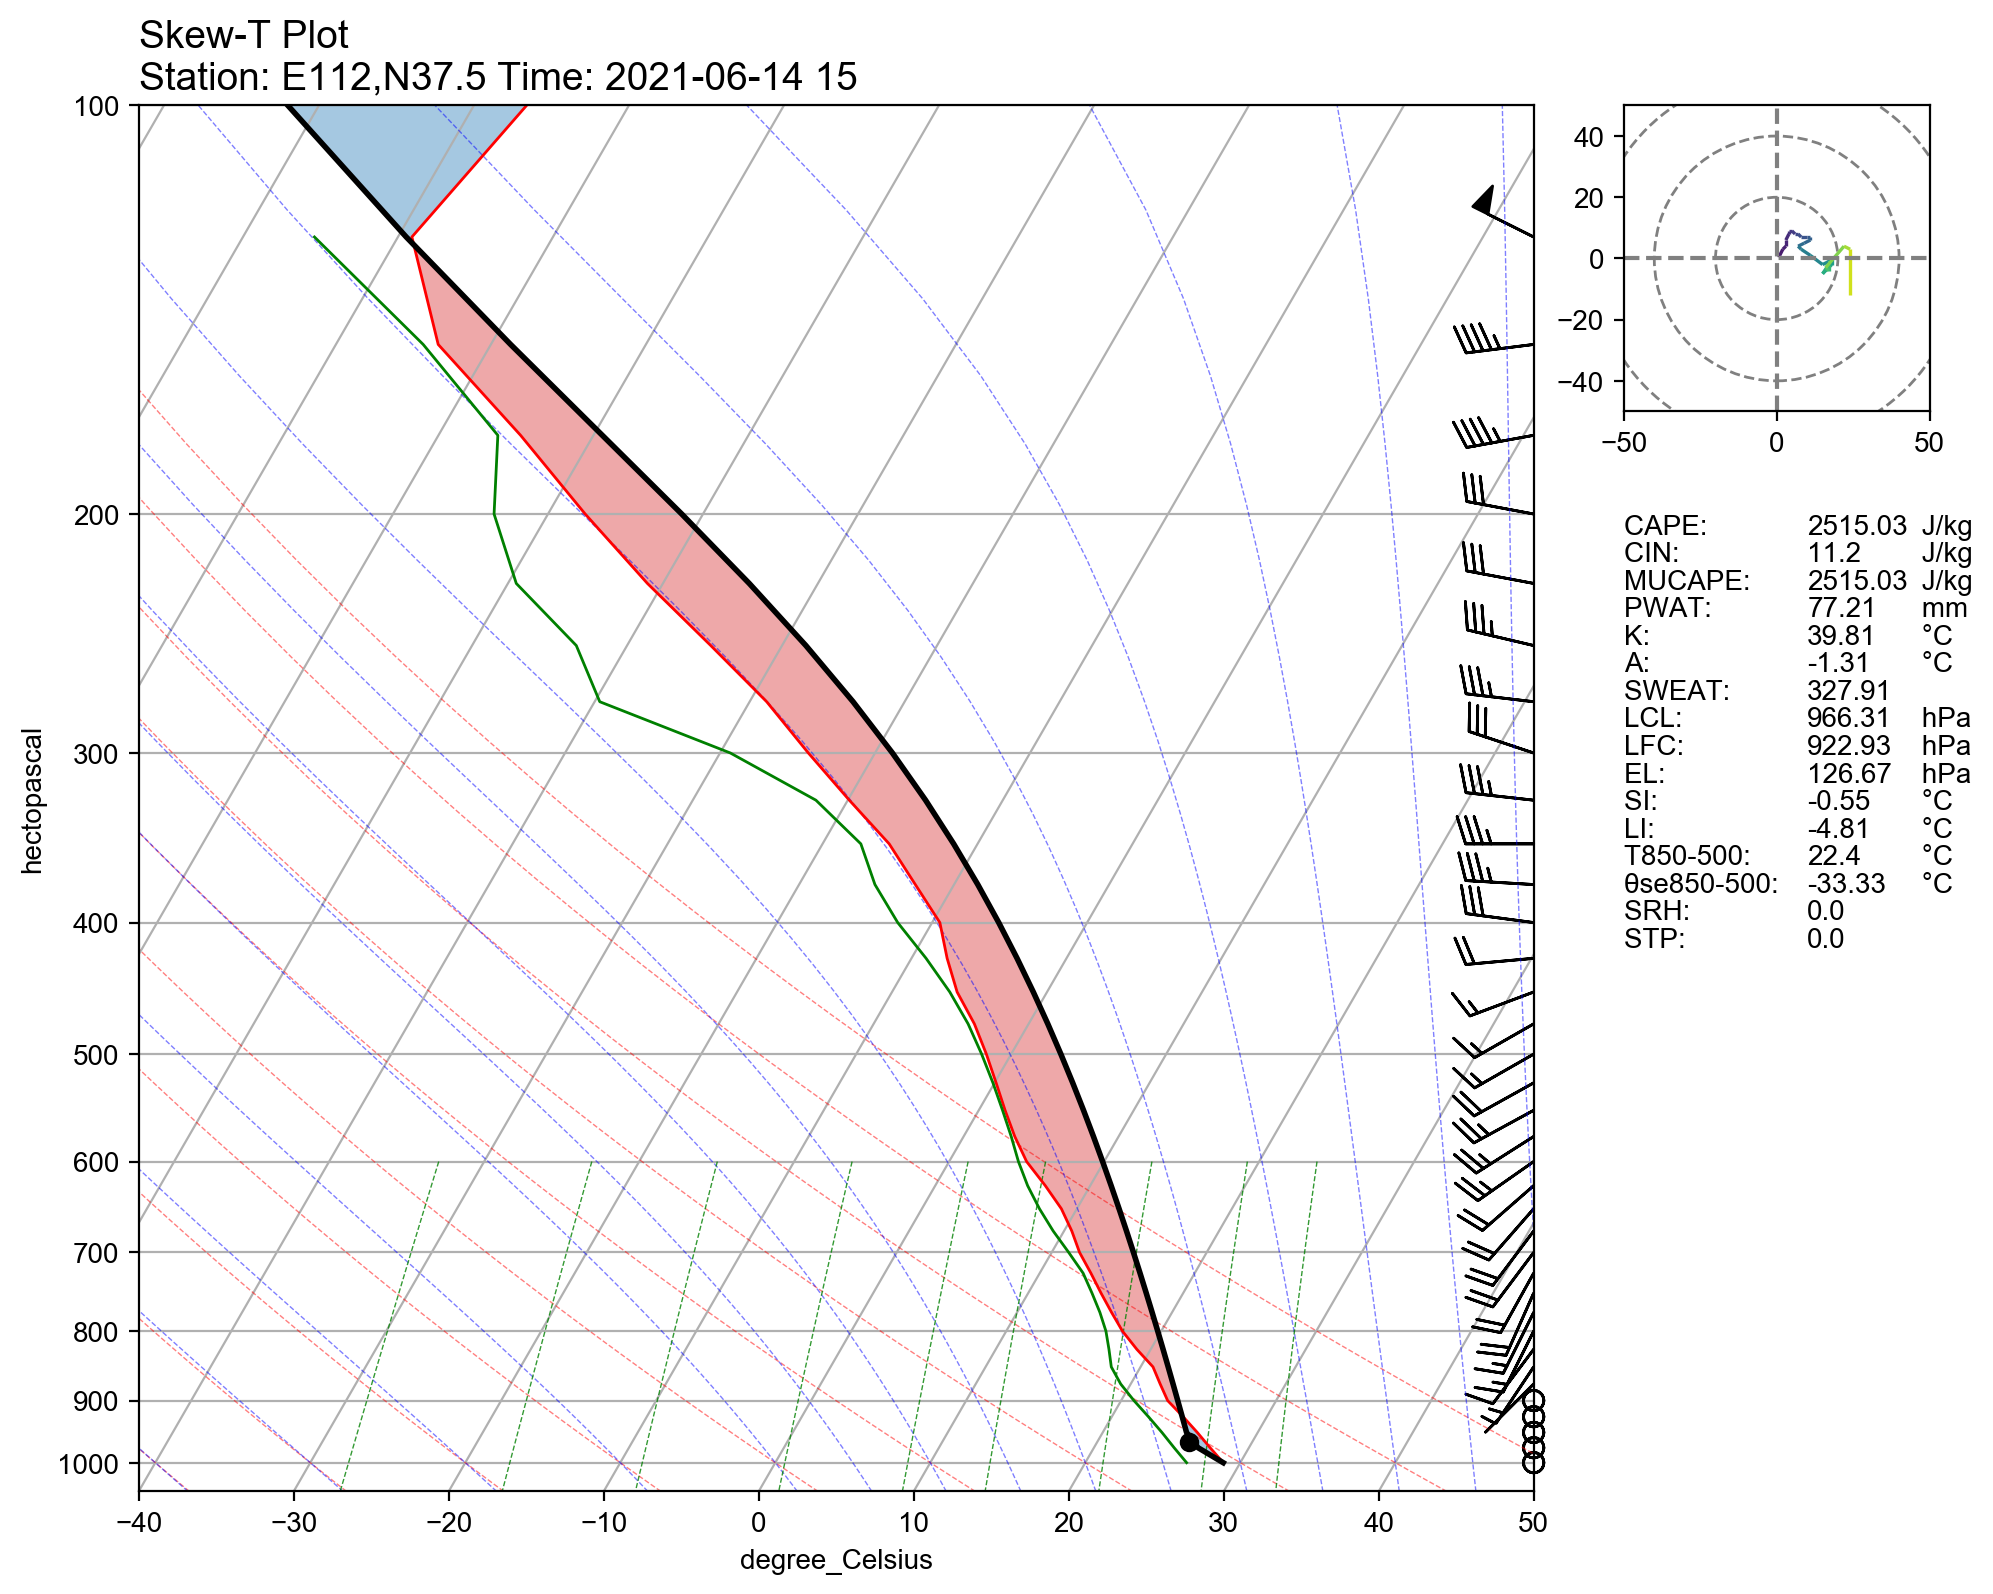 Skew-T Plot
Station: E112,N37.5 Time: 2021-06-14 15
100
200
300
400
500
600
700
800
900
1000
hectopascal
−40
−30
−20
−10
0
10
20
30
40
50
degree_Celsius
40
20
0
−20
−40
−50
0
50
CAPE: 2515.03 J/kg
CIN: 11.2 J/kg
MUCAPE: 2515.03 J/kg
PWAT: 77.21 mm
K: 39.81 °C
A: -1.31 °C
SWEAT: 327.91
LCL: 966.31 hPa
LFC: 922.93 hPa
EL: 126.67 hPa
SI: -0.55 °C
LI: -4.81 °C
T850-500: 22.4 °C
θse850-500: -33.33 °C
SRH: 0.0
STP: 0.0